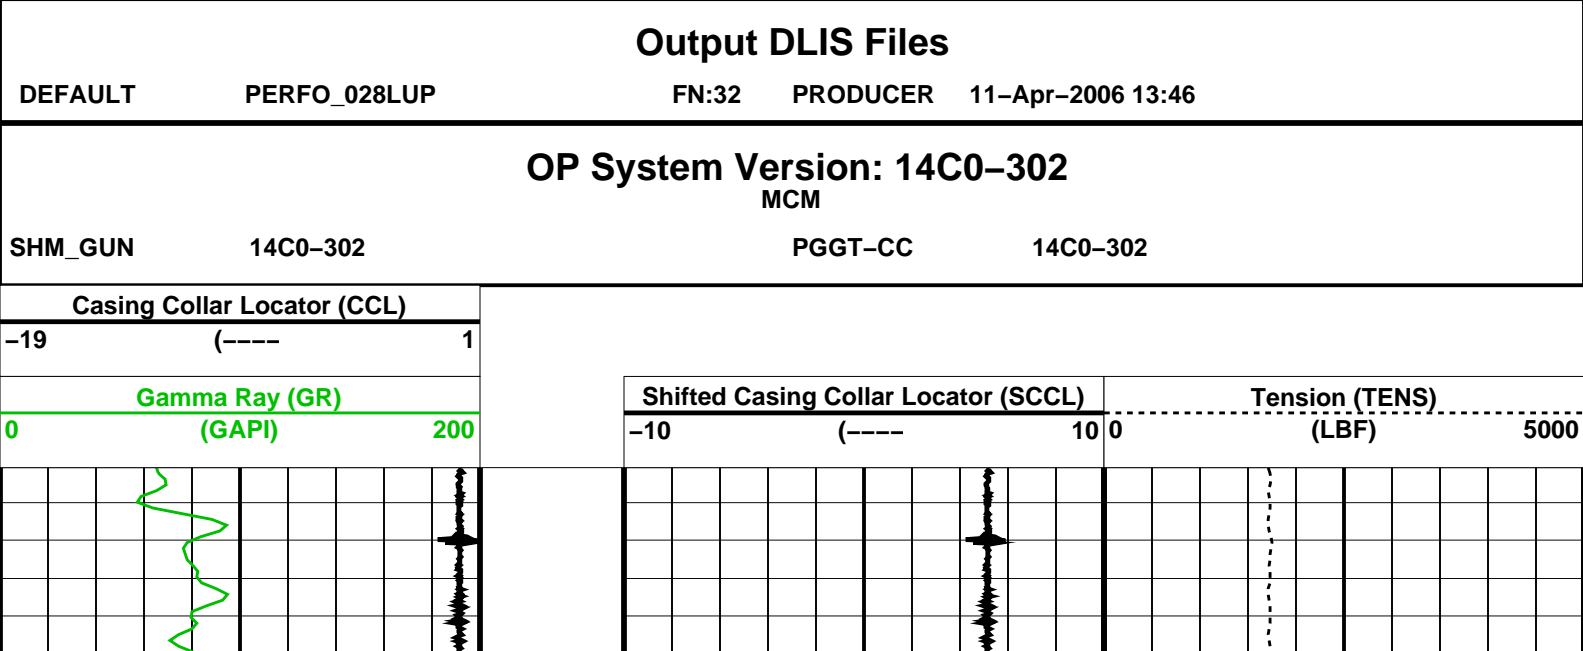 Output DLIS Files
DEFAULT PERFO_028LUP FN:32 PRODUCER 11–Apr–2006 13:46
OP System Version: 14C0–302
MCM
SHM_GUN 14C0–302 PGGT–CC 14C0–302
Casing Collar Locator (CCL)
–19 (–––– 1
Gamma Ray (GR)
0 (GAPI) 200
Shifted Casing Collar Locator (SCCL)
–10 (–––– 10
Tension (TENS)
0 (LBF) 5000